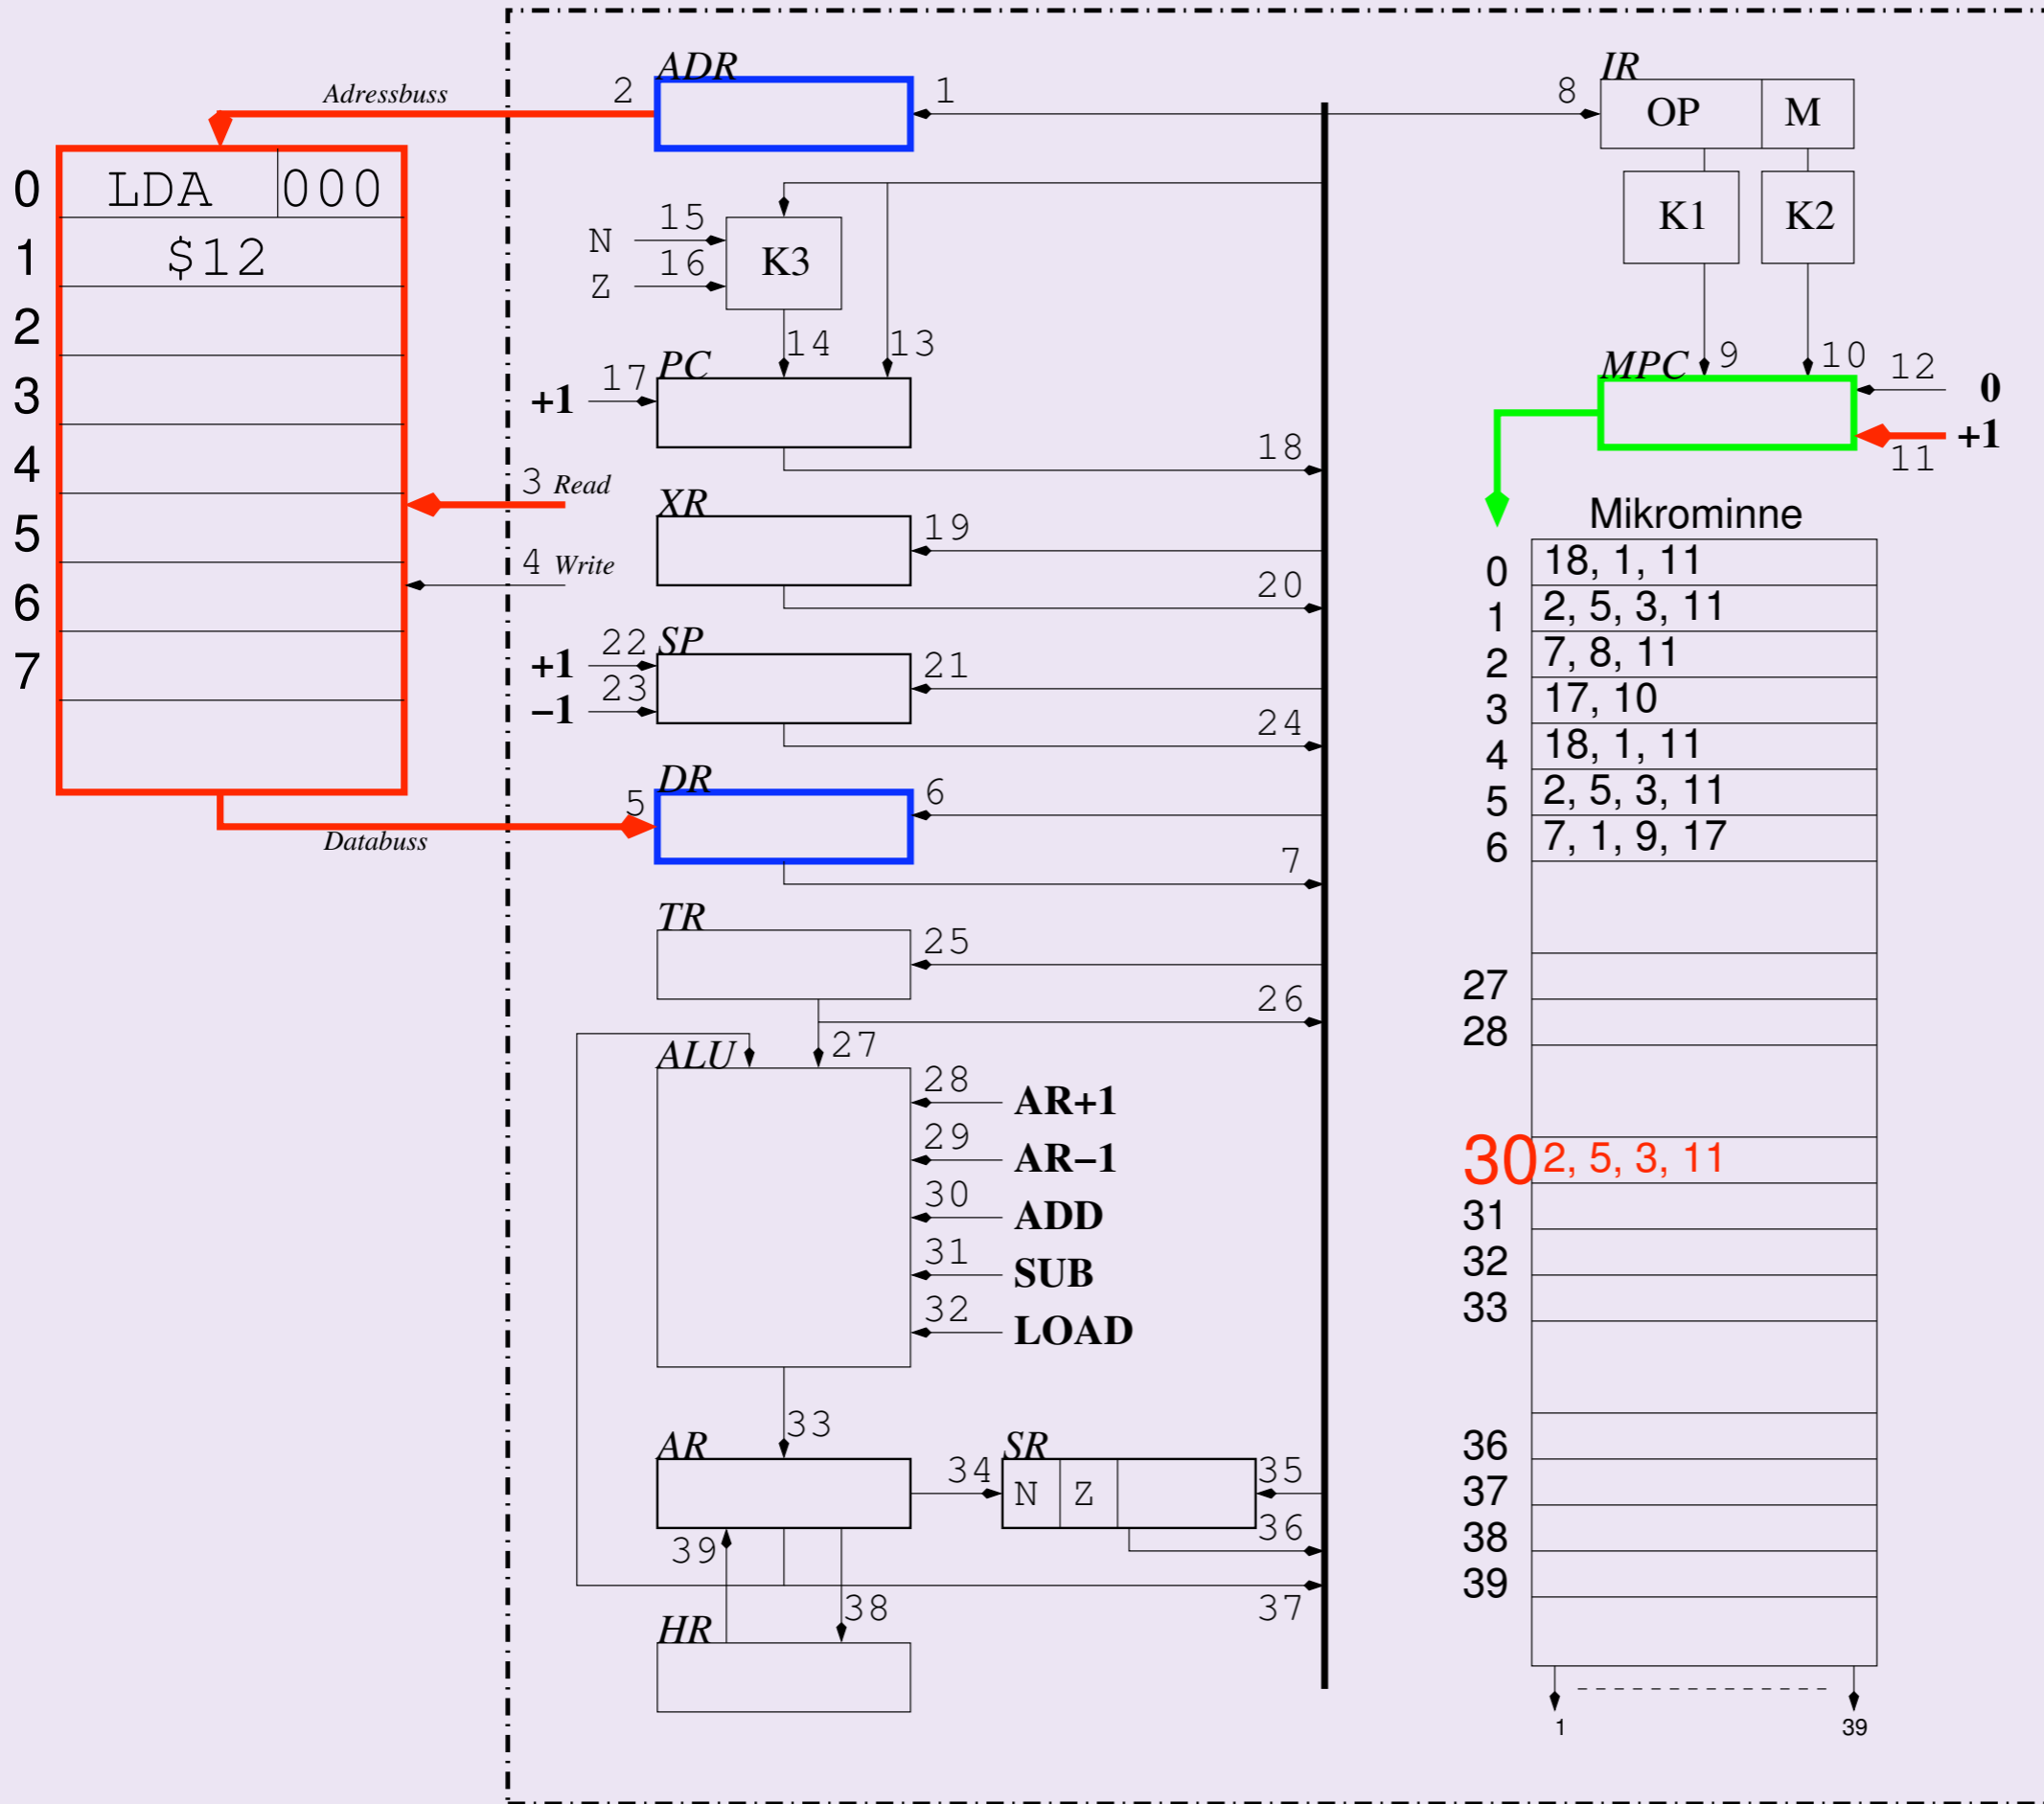 ADR
IR
Adressbuss
2
1
8
OP
M
0
LDA
000
15
N
K1
K2
1
$12
16
K3
Z
2
14
13
PC
MPC
9
10
12
0
17
+1
3
+1
11
18
4
3 Read
XR
19
Mikrominne
5
4 Write
0
18, 1, 11
20
6
1
2, 5, 3, 11
22
SP
+1
21
2
7, 8, 11
7
23
–1
3
17, 10
24
4
18, 1, 11
DR
5
6
5
2, 5, 3, 11
Databuss
6
7, 1, 9, 17
7
TR
25
26
27
28
27
ALU
28
AR+1
29
AR–1
30
2, 5, 3, 11
30
ADD
31
31
SUB
32
32
LOAD
33
33
AR
SR
36
34
N
Z
35
37
39
36
38
39
38
37
HR
1
39